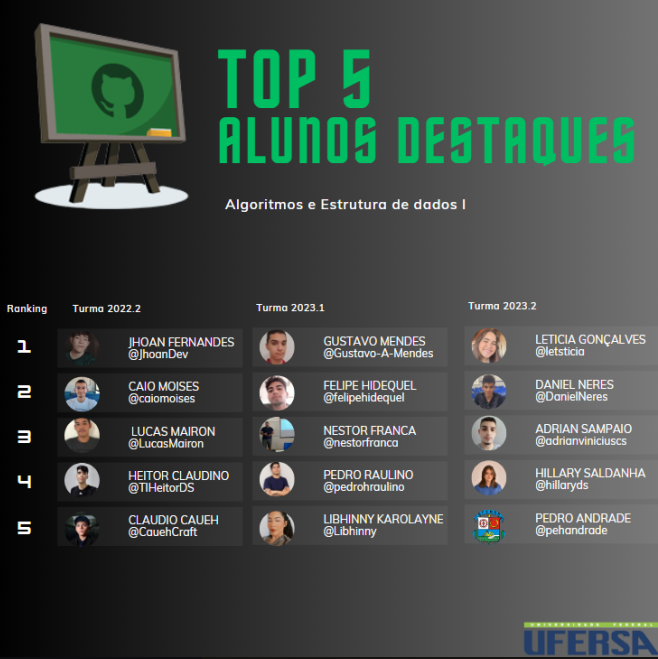 TOP 5
ALUNOS DESTAQUES
Algoritmos e Estrutura de dados I
Ranking Turma 2022.2 Turma 2023.1 Turma 2023.2
1 JHOAN FERNANDES GUSTAVO MENDES LETICIA GONÇALVES
@JhoanDev @Gustavo-A-Mendes @letsticia
2 CAIO MOISES FELIPE HIDEQUEL DANIEL NERES
@caiomoises @felipehidequel @DanielNeres
3 LUCAS MAIRON NESTOR FRANCA ADRIAN SAMPAIO
@LucasMairon @nestorfranca @adrianviniciuscs
4 HEITOR CLAUDINO PEDRO RAULINO HILLARY SALDANHA
@TIHeitorDS @pedrohraulino @hillaryds
5 CLAUDIO CAUEH LIBHINNY KAROLAYNE PEDRO ANDRADE
@CauehCraft @Libhinny @pehandrade
UNIVERSIDADE FEDERAL
UFERSA